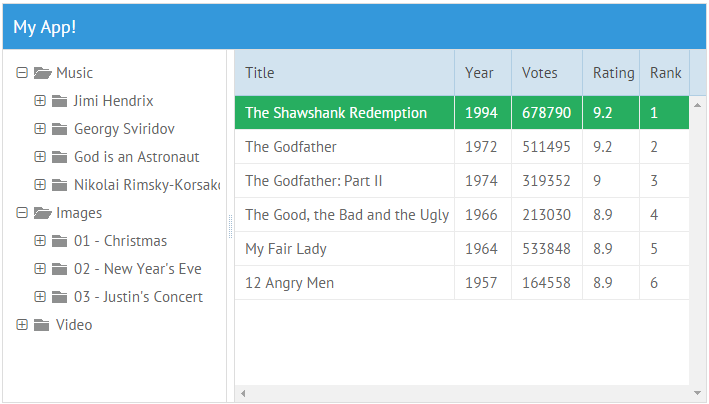 My App!
Music
Jimi Hendrix
Georgy Sviridov
God is an Astronaut
Nikolai Rimsky-Korsak
Images
01 - Christmas
02 - New Year's Eve
03 - Justin's Concert
Video
Title Year Votes Rating Rank
The Shawshank Redemption 1994 678790 9.2 1
The Godfather 1972 511495 9.2 2
The Godfather: Part II 1974 319352 9 3
The Good, the Bad and the Ugly 1966 213030 8.9 4
My Fair Lady 1964 533848 8.9 5
12 Angry Men 1957 164558 8.9 6